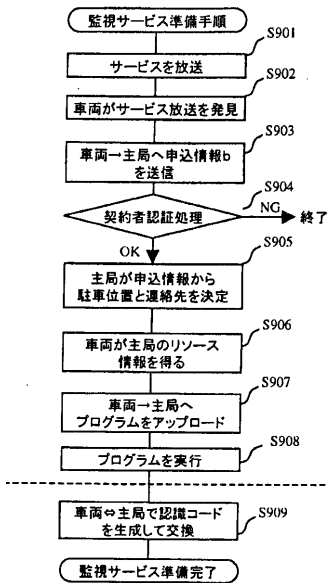 監視サービス準備手順
S901
サービスを放送
S902
車両がサービス放送を発見
S903
車両→主局へ申込情報b
を送信
S904
契約者認証処理
NG
終了
OK
S905
主局が申込情報から
駐車位置と連絡先を決定
S906
車両が主局のリソース
情報を得る
S907
車両→主局へ
プログラムをアップロード
S908
プログラムを実行
車両⇔主局で認識コード
を生成して交換
S909
監視サービス準備完了